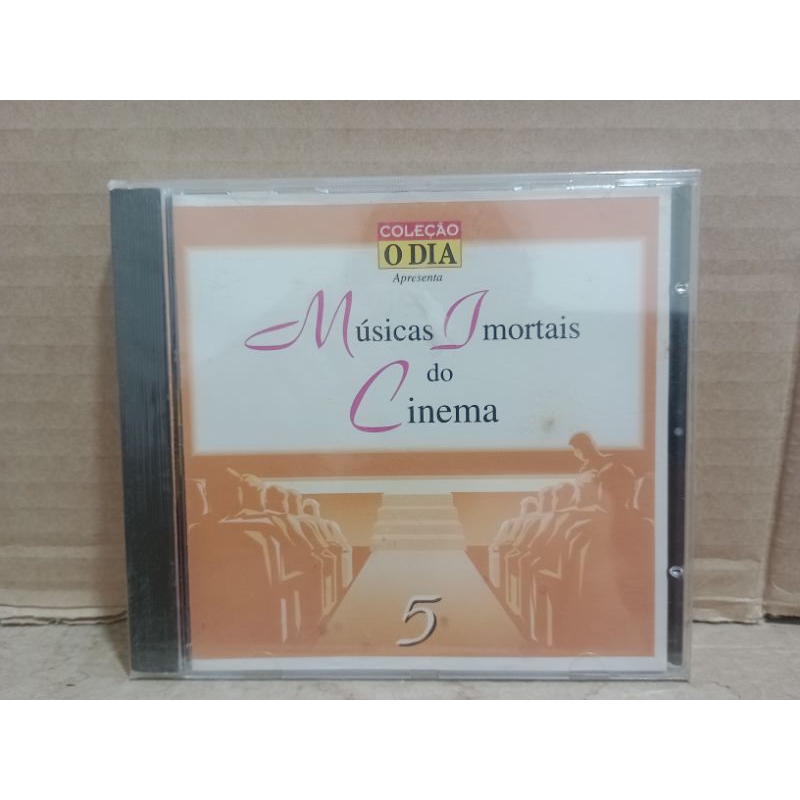 COLEÇÃO
O DIA
Apresenta
Músicas Imortais
do
Cinema
5